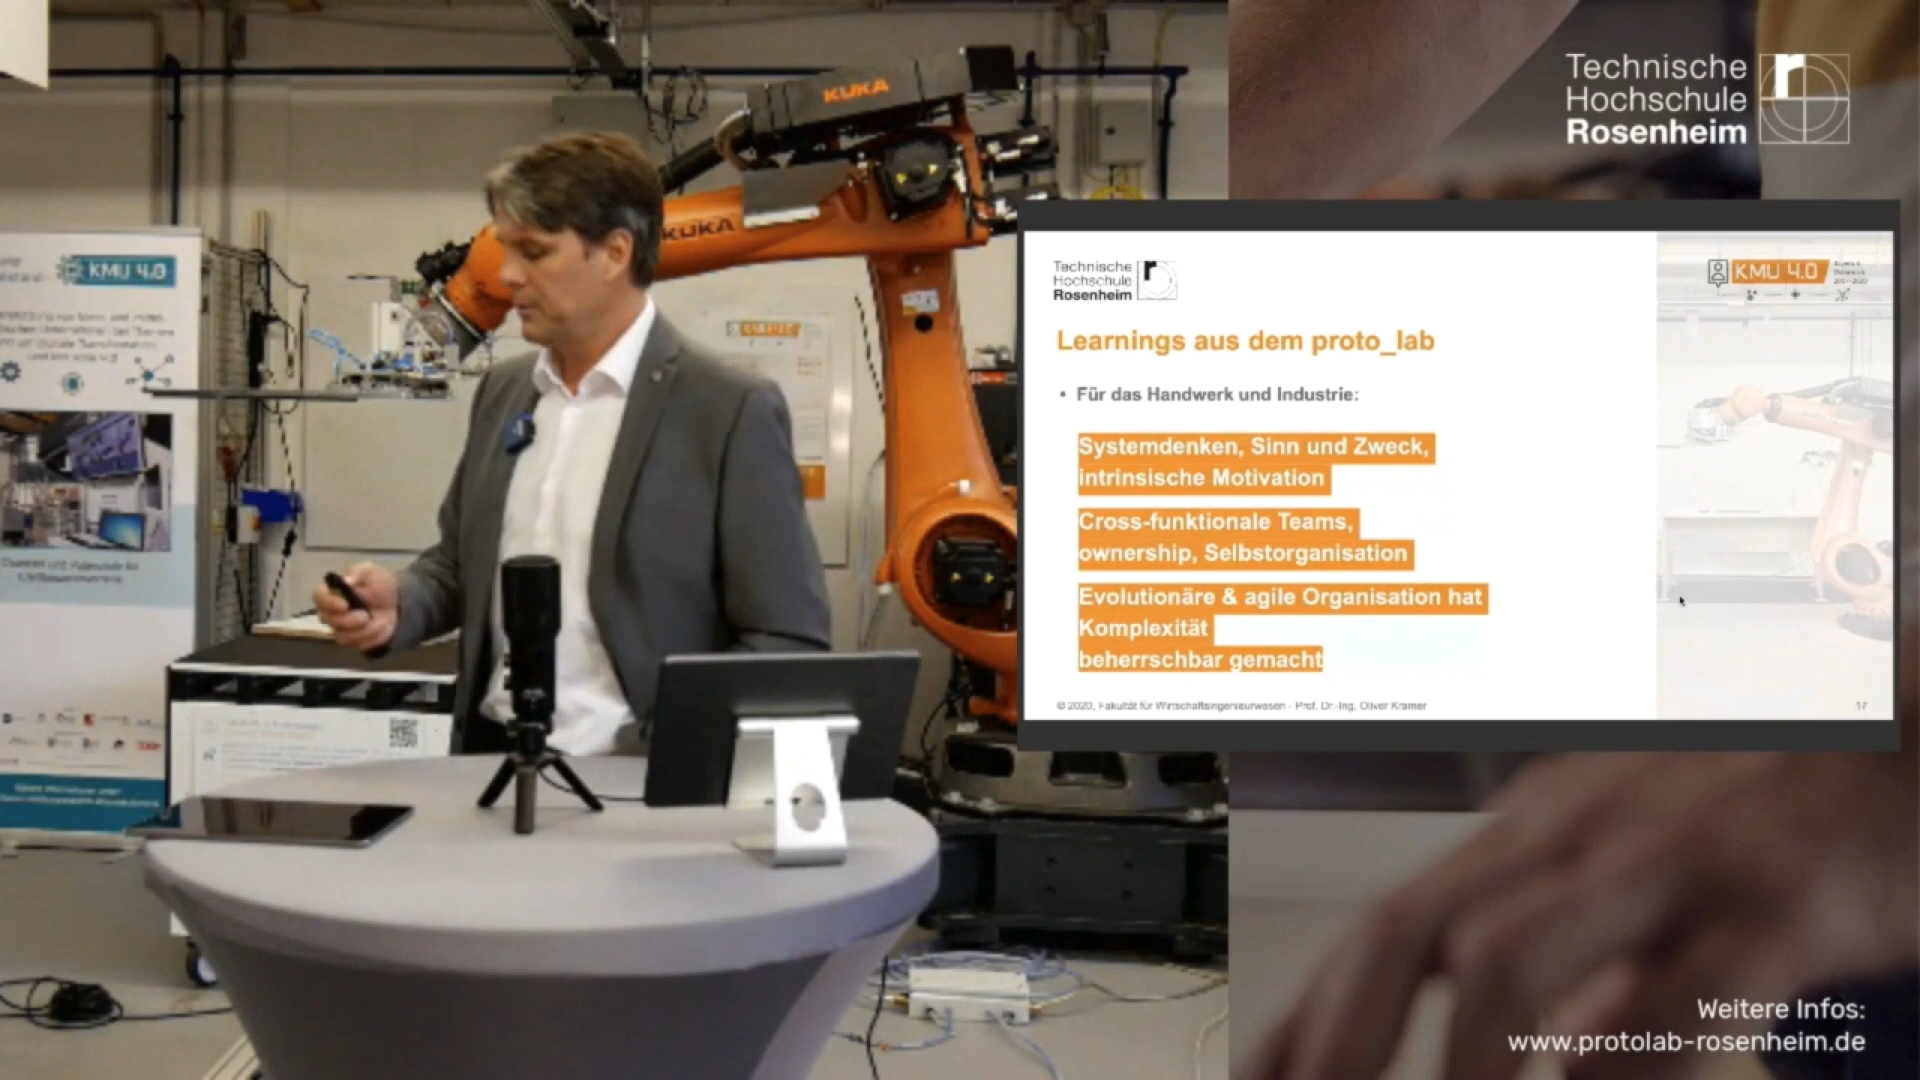 KUKA
KUKA
KMU 4.0
Technische
Hochschule
Rosenheim
Technische
Hochschule
Rosenheim
KMU 4.0
Learnings aus dem proto_lab
• Für das Handwerk und Industrie:
Systemdenken, Sinn und Zweck,
intrinsische Motivation
Cross-funktionale Teams,
ownership, Selbstorganisation
Evolutionäre & agile Organisation hat
Komplexität
beherrschbar gemacht
© 2020, Fakultät für Wirtschaftsingenieurwesen - Prof. Dr.-Ing. Oliver Kramer
17
Weitere Infos:
www.protolab-rosenheim.de